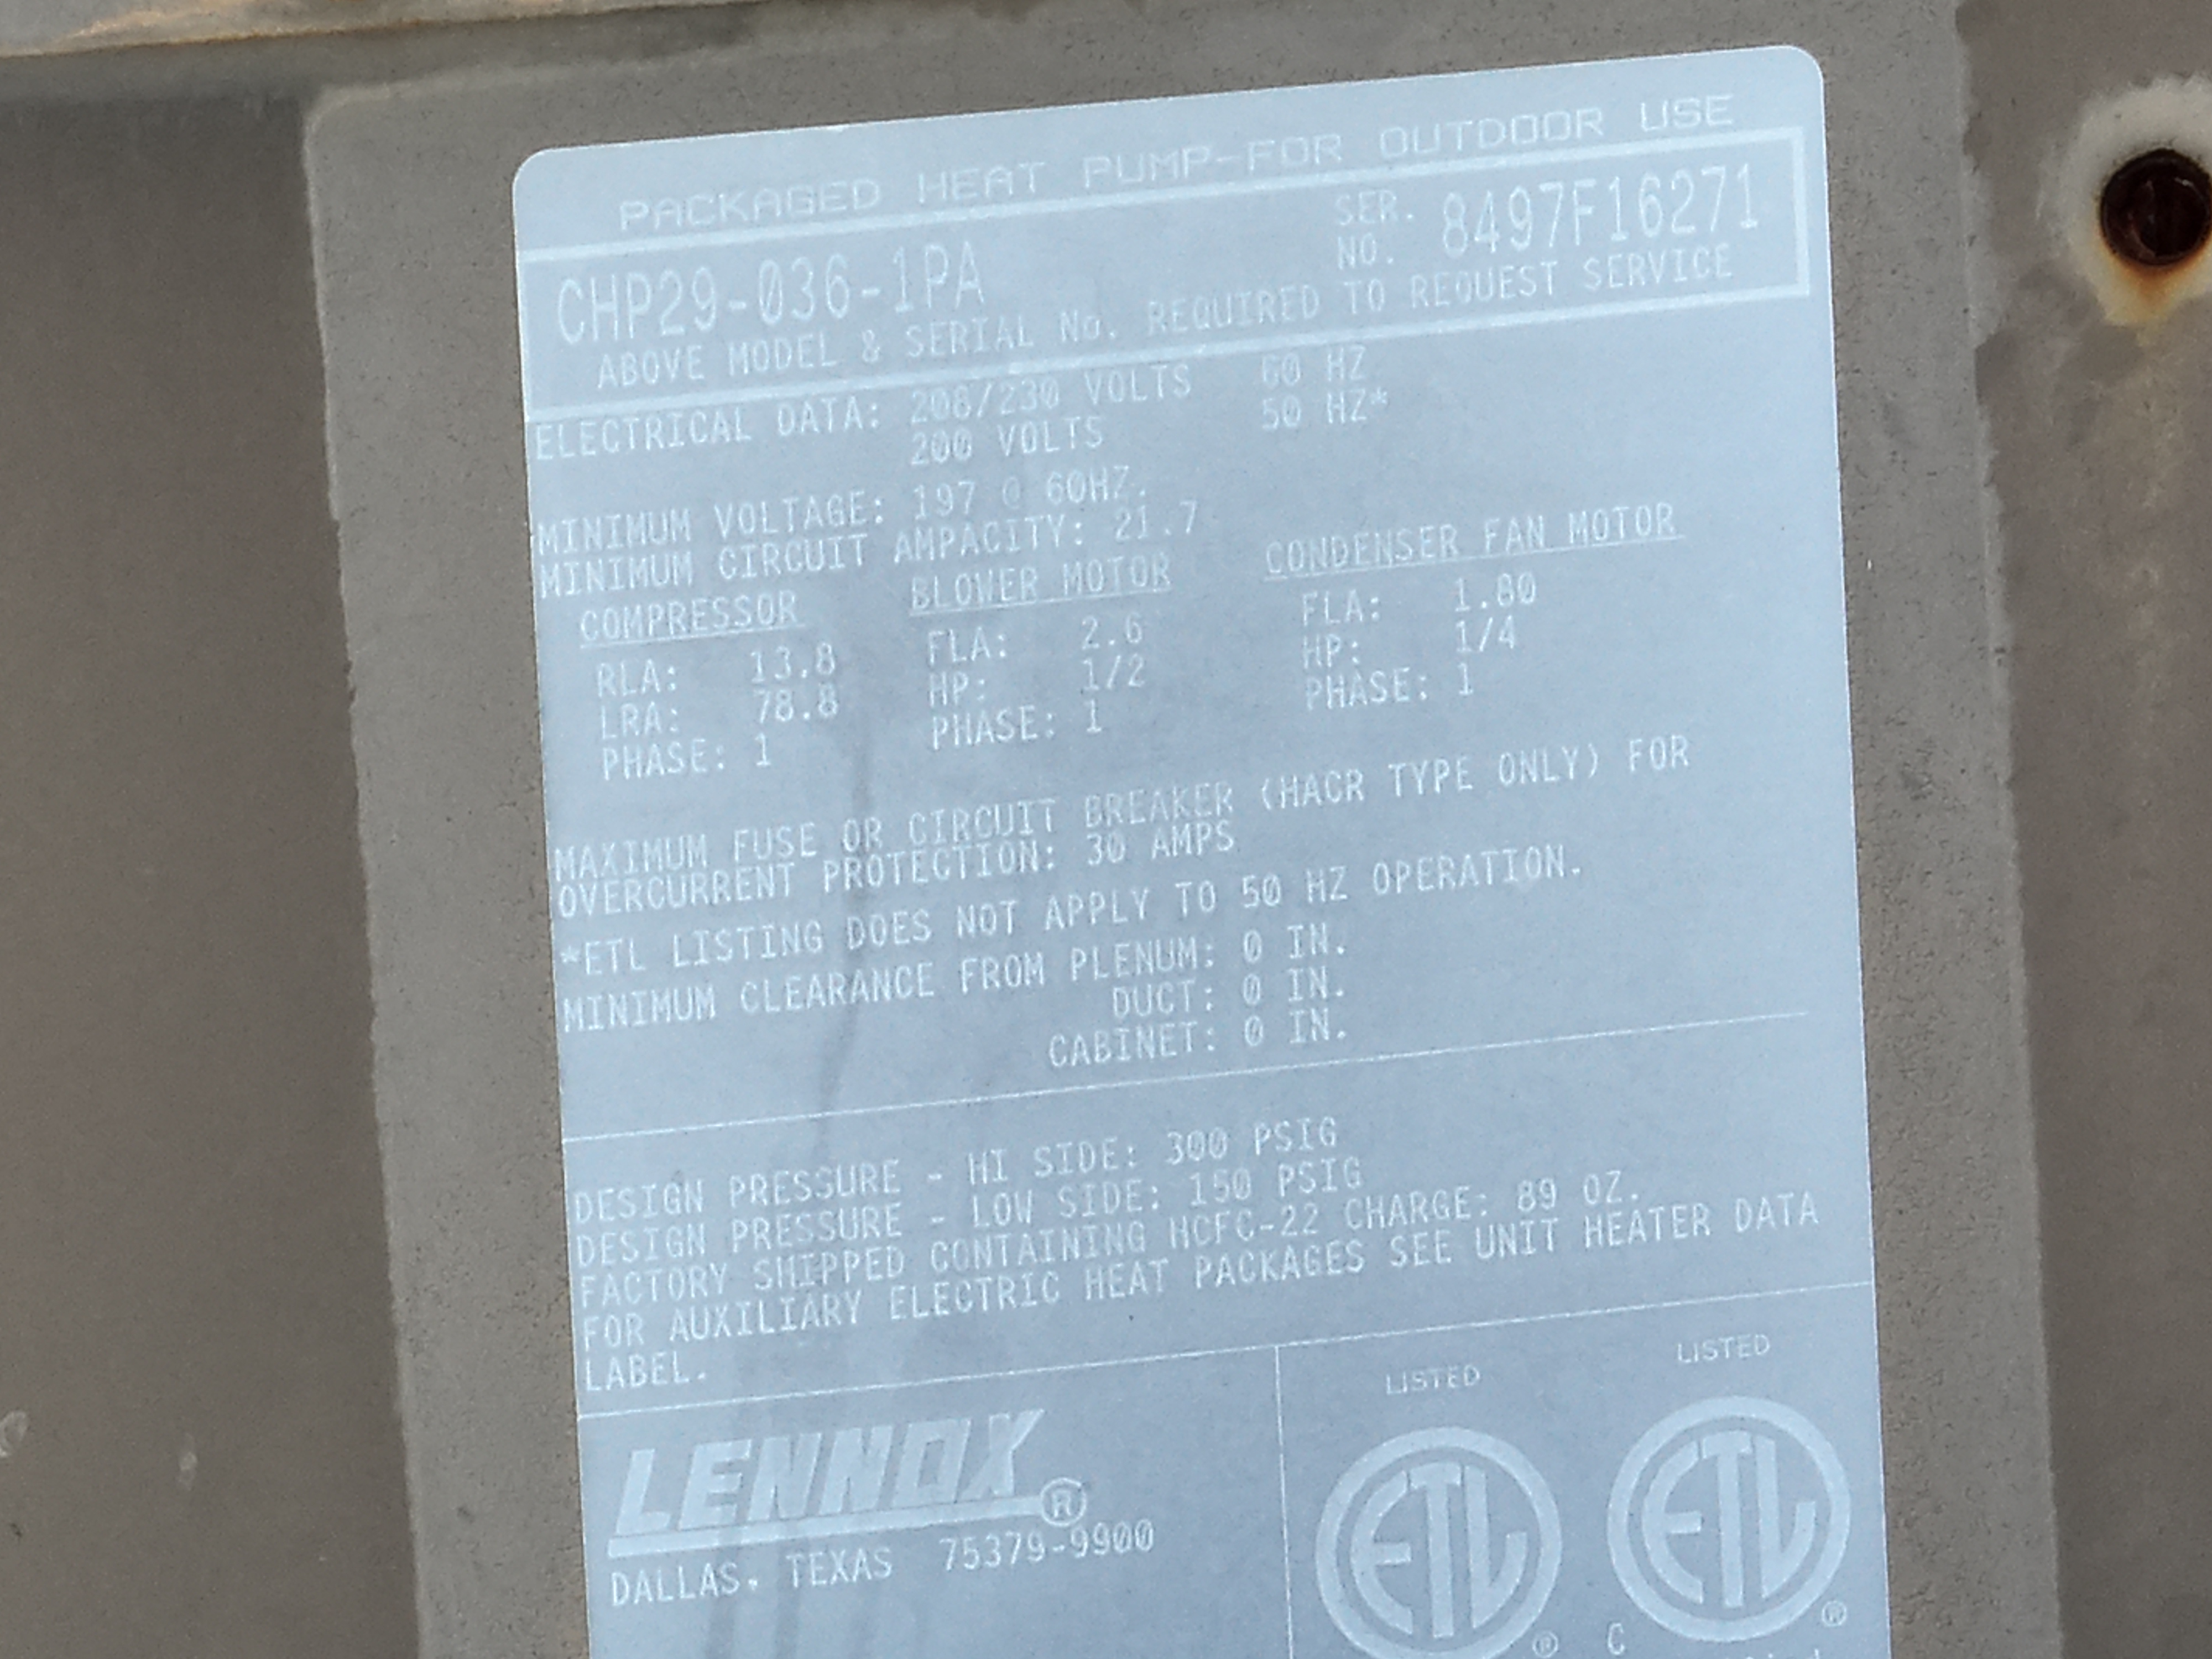 PACKAGED HEAT PUMP-FOR OUTDOOR USE
CHP29-036-1PA SER. NO. 8497F16271
ABOVE MODEL & SERIAL No. REQUIRED TO REQUEST SERVICE
ELECTRICAL DATA: 208/230 VOLTS 60 HZ
200 VOLTS 50 HZ*
MINIMUM VOLTAGE: 197 @ 60HZ.
MINIMUM CIRCUIT AMPACITY: 21.7
COMPRESSOR BLOWER MOTOR CONDENSER FAN MOTOR
RLA: 13.8 FLA: 2.6 FLA: 1.80
LRA: 78.8 HP: 1/2 HP: 1/4
PHASE: 1 PHASE: 1 PHASE: 1
MAXIMUM FUSE OR CIRCUIT BREAKER (HACR TYPE ONLY) FOR
OVERCURRENT PROTECTION: 30 AMPS
*ETL LISTING DOES NOT APPLY TO 50 HZ OPERATION.
MINIMUM CLEARANCE FROM PLENUM: 0 IN.
DUCT: 0 IN.
CABINET: 0 IN.
DESIGN PRESSURE - HI SIDE: 300 PSIG
DESIGN PRESSURE - LOW SIDE: 150 PSIG
FACTORY SHIPPED CONTAINING HCFC-22 CHARGE: 89 OZ.
FOR AUXILIARY ELECTRIC HEAT PACKAGES SEE UNIT HEATER DATA
LABEL.
LISTED LISTED
LENNOX®
DALLAS, TEXAS 75379-9900
ETL® C ETL®